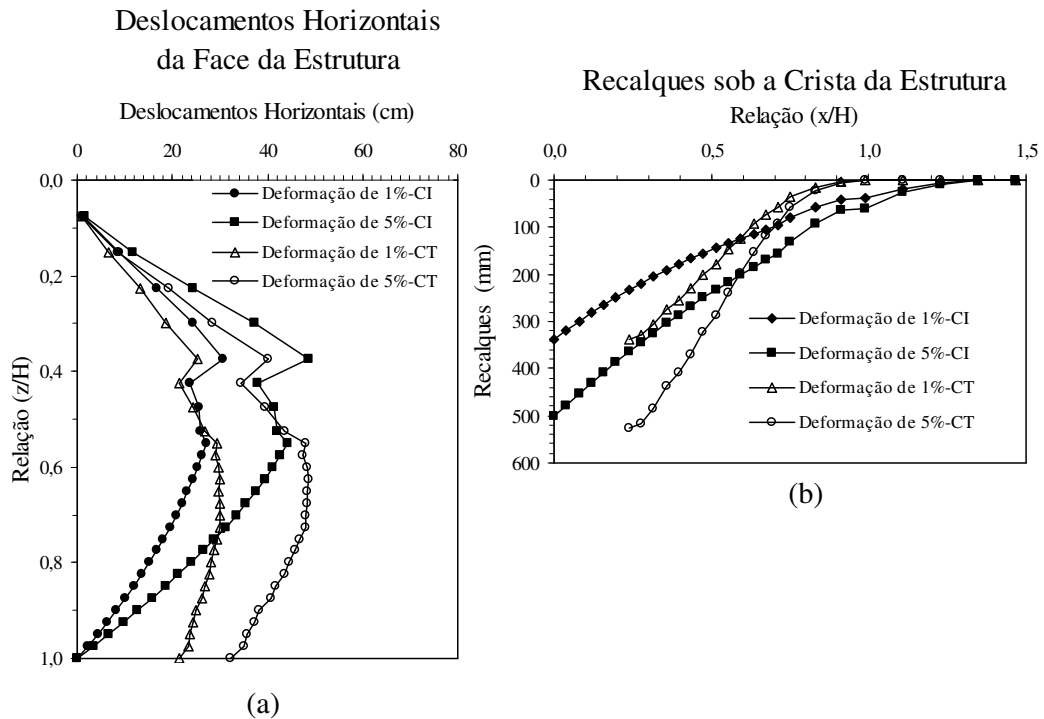 Deslocamentos Horizontais
da Face da Estrutura
Deslocamentos Horizontais (cm)
0 20 40 60 80
0,0
0,2
0,4
0,6
0,8
1,0
Relação (z/H)
Deformação de 1%-CI
Deformação de 5%-CI
Deformação de 1%-CT
Deformação de 5%-CT
(a)
Recalques sob a Crista da Estrutura
Relação (x/H)
0,0 0,5 1,0 1,5
0
100
200
300
400
500
600
Recalques (mm)
Deformação de 1%-CI
Deformação de 5%-CI
Deformação de 1%-CT
Deformação de 5%-CT
(b)